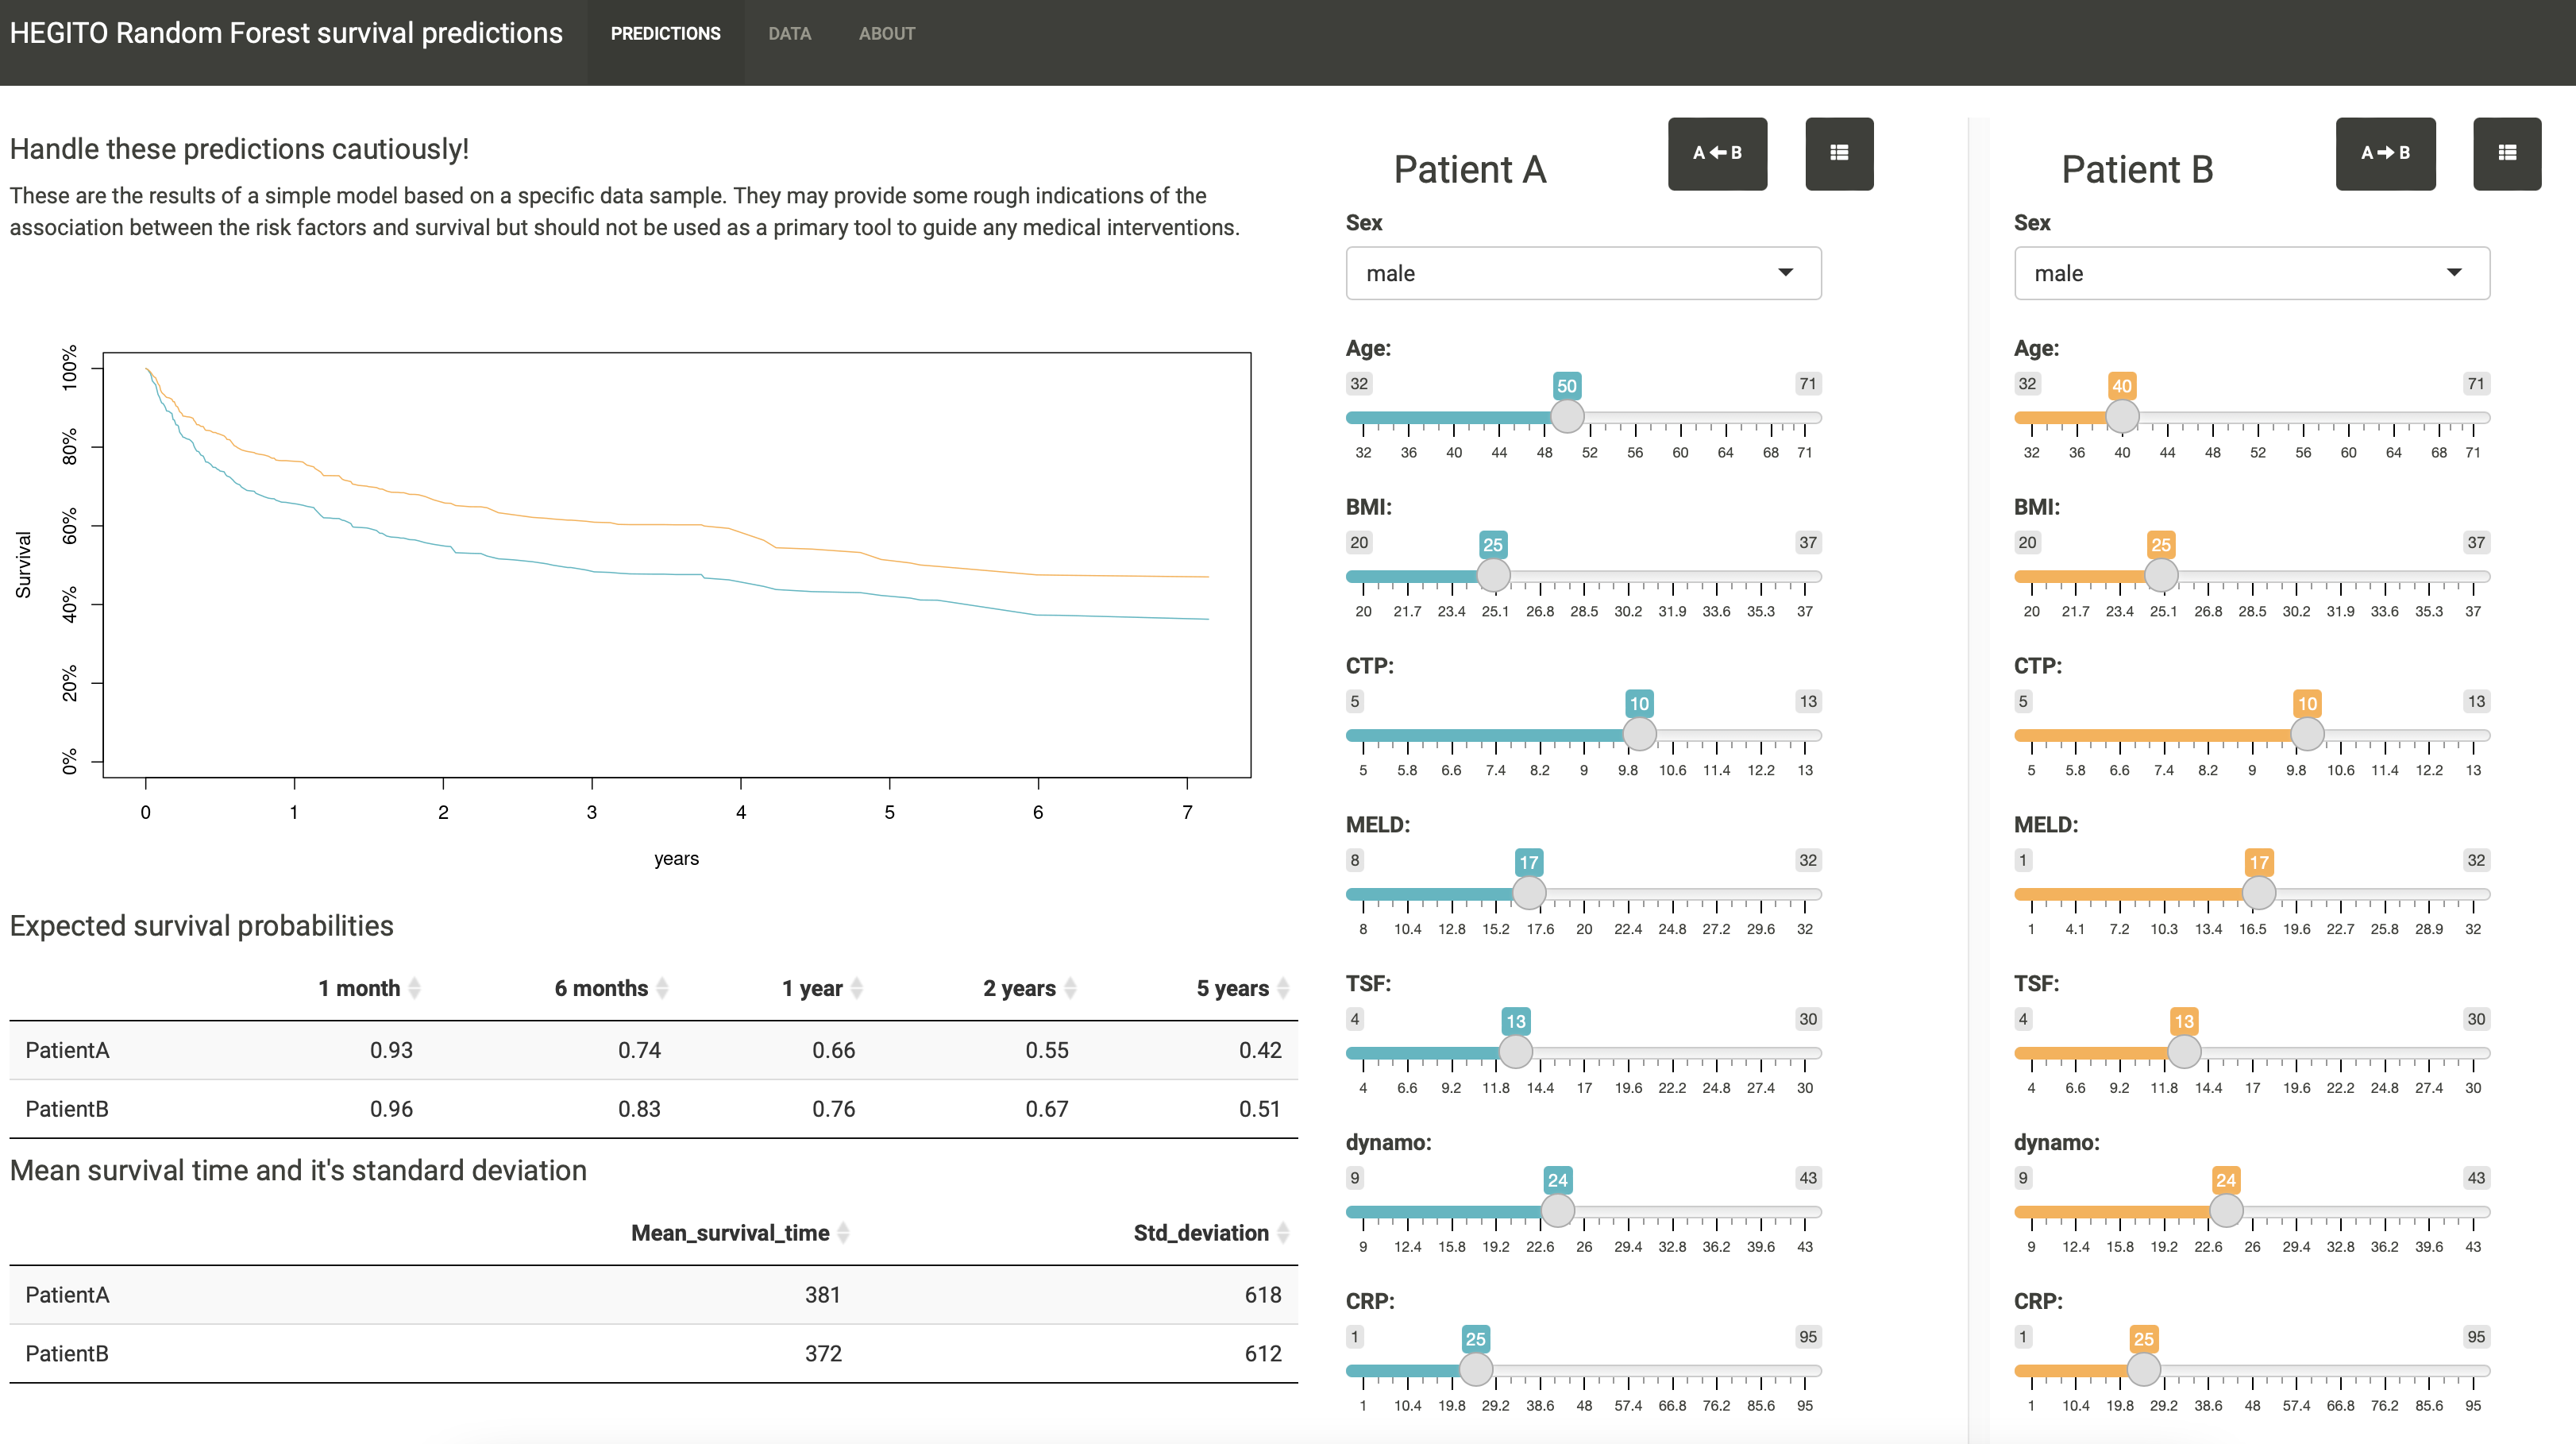 HEGITO Random Forest survival predictions PREDICTIONS DATA ABOUT
Handle these predictions cautiously!
These are the results of a simple model based on a specific data sample. They may provide some rough indications of the
association between the risk factors and survival but should not be used as a primary tool to guide any medical interventions.
Survival
100%
80%
60%
40%
20%
0%
0 1 2 3 4 5 6 7
years
Expected survival probabilities
1 month 6 months 1 year 2 years 5 years
PatientA 0.93 0.74 0.66 0.55 0.42
PatientB 0.96 0.83 0.76 0.67 0.51
Mean survival time and it's standard deviation
Mean_survival_time Std_deviation
PatientA 381 618
PatientB 372 612
Patient A A B
Sex
male
Age:
32 50 71
32 36 40 44 48 52 56 60 64 68 71
BMI:
20 25 37
20 21.7 23.4 25.1 26.8 28.5 30.2 31.9 33.6 35.3 37
CTP:
5 10 13
5 5.8 6.6 7.4 8.2 9 9.8 10.6 11.4 12.2 13
MELD:
8 17 32
8 10.4 12.8 15.2 17.6 20 22.4 24.8 27.2 29.6 32
TSF:
4 13 30
4 6.6 9.2 11.8 14.4 17 19.6 22.2 24.8 27.4 30
dynamo:
9 24 43
9 12.4 15.8 19.2 22.6 26 29.4 32.8 36.2 39.6 43
CRP:
1 25 95
1 10.4 19.8 29.2 38.6 48 57.4 66.8 76.2 85.6 95
Patient B A B
Sex
male
Age:
32 40 71
32 36 40 44 48 52 56 60 64 68 71
BMI:
20 25 37
20 21.7 23.4 25.1 26.8 28.5 30.2 31.9 33.6 35.3 37
CTP:
5 10 13
5 5.8 6.6 7.4 8.2 9 9.8 10.6 11.4 12.2 13
MELD:
1 17 32
1 4.1 7.2 10.3 13.4 16.5 19.6 22.7 25.8 28.9 32
TSF:
4 13 30
4 6.6 9.2 11.8 14.4 17 19.6 22.2 24.8 27.4 30
dynamo:
9 24 43
9 12.4 15.8 19.2 22.6 26 29.4 32.8 36.2 39.6 43
CRP:
1 25 95
1 10.4 19.8 29.2 38.6 48 57.4 66.8 76.2 85.6 95